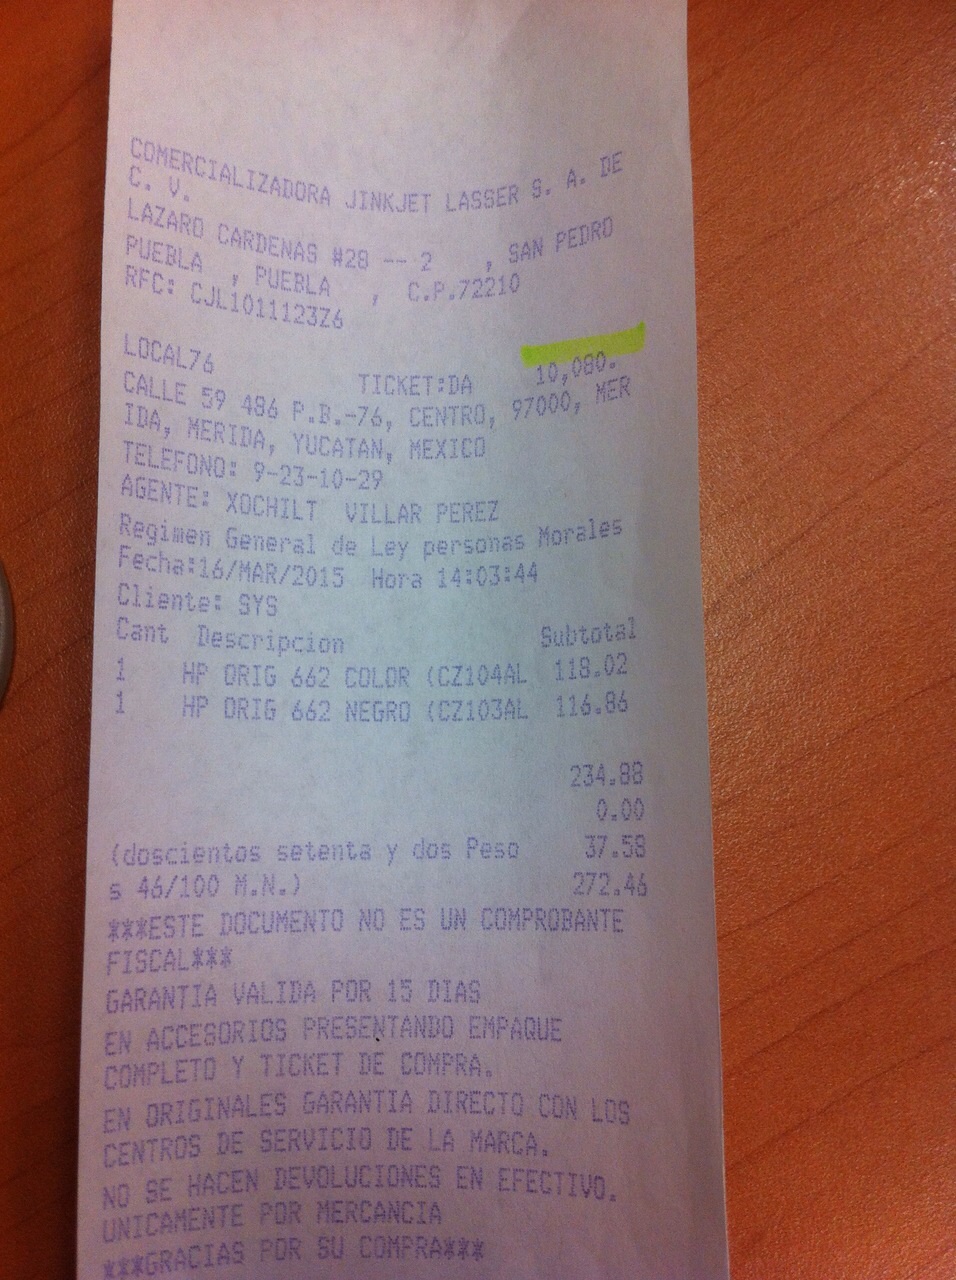 COMERCIALIZADORA JINKJET LASSER S. A. DE
C. V.
LAZARO CARDENAS #28 -- 2 , SAN PEDRO
PUEBLA , PUEBLA , C.P.72210
RFC: CJL1011123Z6
LOCAL76 TICKET:DA 10,080.
CALLE 59 486 P.B.-76, CENTRO, 97000, MER
IDA, MERIDA, YUCATAN, MEXICO
TELEFONO: 9-23-10-29
AGENTE: XOCHILT VILLAR PEREZ
Regimen General de Ley personas Morales
Fecha:16/MAR/2015 Hora 14:03:44
Cliente: SYS
Cant Descripcion Subtotal
1 HP ORIG 662 COLOR (CZ104AL 118.02
1 HP ORIG 662 NEGRO (CZ103AL 116.86
234.88
0.00
(doscientos setenta y dos Peso 37.58
s 46/100 M.N.) 272.46
***ESTE DOCUMENTO NO ES UN COMPROBANTE
FISCAL***
GARANTIA VALIDA POR 15 DIAS
EN ACCESORIOS PRESENTANDO EMPAQUE
COMPLETO Y TICKET DE COMPRA.
EN ORIGINALES GARANTIA DIRECTO CON LOS
CENTROS DE SERVICIO DE LA MARCA.
NO SE HACEN DEVOLUCIONES EN EFECTIVO.
UNICAMENTE POR MERCANCIA
***GRACIAS POR SU COMPRA***